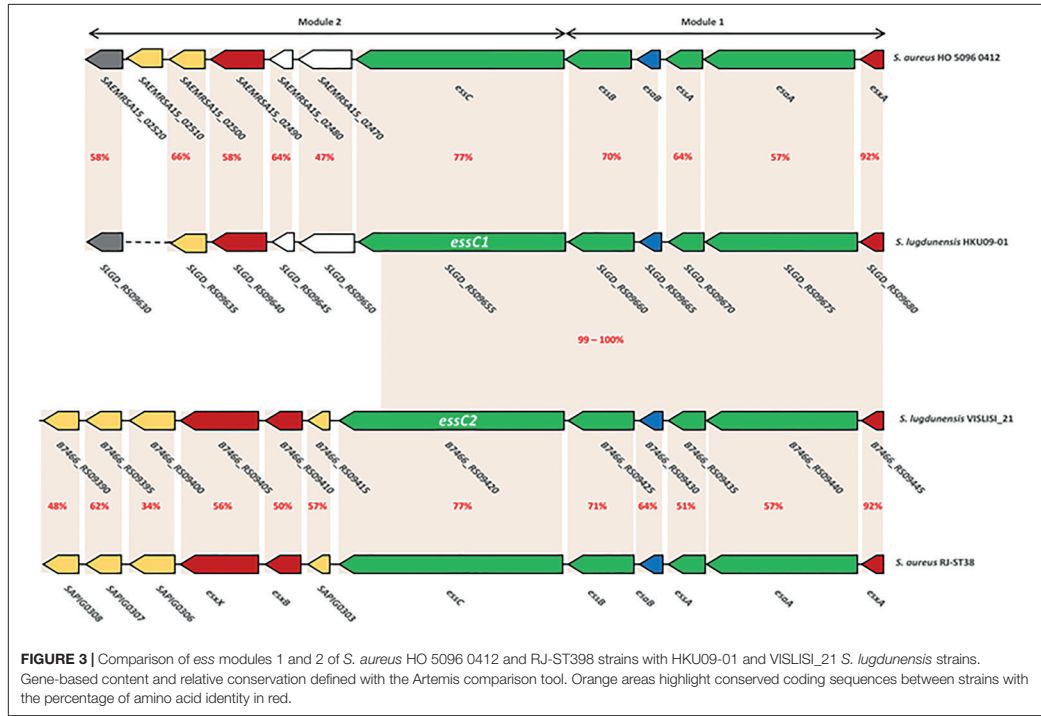 Module 2
Module 1
S. aureus HO 5096 0412
SAEMRSA15_02520
SAEMRSA15_02510
SAEMRSA15_02500
SAEMRSA15_02490
SAEMRSA15_02480
SAEMRSA15_02470
essC
essB
esaB
essA
esaA
esxA
58%
66%
58%
64%
47%
77%
70%
64%
57%
92%
essC1
S. lugdunensis HKU09-01
SLGD_RS09630
SLGD_RS09635
SLGD_RS09640
SLGD_RS09645
SLGD_RS09650
SLGD_RS09655
SLGD_RS09660
SLGD_RS09665
SLGD_RS09670
SLGD_RS09675
SLGD_RS09680
99 – 100%
essC2
S. lugdunensis VISLISI_21
B7466_RS09390
B7466_RS09395
B7466_RS09400
B7466_RS09405
B7466_RS09410
B7466_RS09415
B7466_RS09420
B7466_RS09425
B7466_RS09430
B7466_RS09435
B7466_RS09440
B7466_RS09445
48%
62%
34%
56%
50%
57%
77%
71%
64%
51%
57%
92%
S. aureus RJ-ST38
SAPIG0308
SAPIG0307
SAPIG0306
esxX
esxB
SAPIG0303
essC
essB
esaB
essA
esaA
esxA
FIGURE 3 | Comparison of ess modules 1 and 2 of S. aureus HO 5096 0412 and RJ-ST398 strains with HKU09-01 and VISLISI_21 S. lugdunensis strains.
Gene-based content and relative conservation defined with the Artemis comparison tool. Orange areas highlight conserved coding sequences between strains with
the percentage of amino acid identity in red.